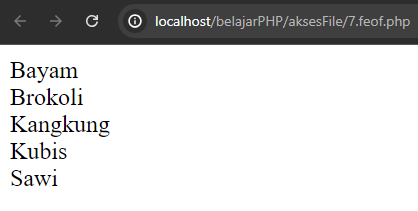 localhost/belajarPHP/aksesFile/7.feof.php
Bayam
Brokoli
Kangkung
Kubis
Sawi